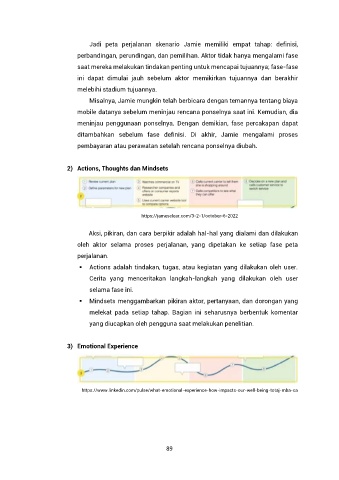 Jadi peta perjalanan skenario Jamie memiliki empat tahap: definisi,
perbandingan, perundingan, dan pemilihan. Aktor tidak hanya mengalami fase
saat mereka melakukan tindakan penting untuk mencapai tujuannya, fase-fase
ini dapat dimulai jauh sebelum aktor memikirkan tujuannya dan berakhir
melebihi stadium tujuannya.
Misalnya, Jamie mungkin telah berbicara dengan temannya tentang biaya
mobile datanya sebelum meninjau rencana ponselnya saat ini. Kemudian, dia
meninjau penggunaan ponselnya, Dengan demikian, fase percakapan dapat
ditambahkan sebelum fase definisi. Di akhir, Jamie mengalami proses
pembayaran atau perawatan setelah rencana ponselnya diubah.
2) Actions, Thoughts dan Mindsets
https://jamesclear.com/3-2-1/october-6-2022
Aksi, pikiran, dan cara berpikir adalah hal-hal yang dialami dan dilakukan
oleh aktor selama proses perjalanan, yang dipetakan ke setiap fase peta
perjalanan.
• Actions adalah tindakan, tugas, atau kegiatan yang dilakukan oleh user.
Cerita yang menceritakan langkah-langkah yang dilakukan oleh user
selama fase ini.
• Mindsets menggambarkan pikiran aktor, pertanyaan, dan dorongan yang
melekat pada setiap tahap. Bagian ini seharusnya berbentuk komentar
yang diucapkan oleh pengguna saat melakukan penelitian.
3) Emotional Experience
https://www.linkedin.com/pulse/what-emotional-experience-how-impacts-our-well-being-totaj-mba-ca
89